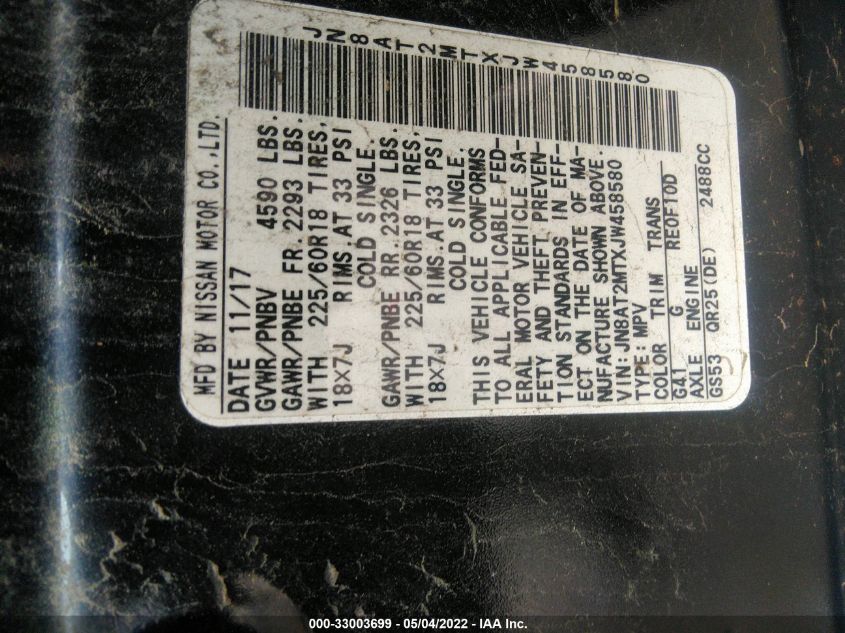 JN8AT2MTXJW458580
MFD BY NISSAN MOTOR CO.,LTD.
DATE 11/17
GVWR/PNBV 4590 LBS.
GAWR/PNBE FR. 2293 LBS.
WITH 225/60R18 TIRES,
18×7J RIMS.AT 33 PSI
COLD SINGLE.
GAWR/PNBE RR. 2326 LBS.
WITH 225/60R18 TIRES,
18×7J RIMS.AT 33 PSI
COLD SINGLE.
THIS VEHICLE CONFORMS
TO ALL APPLICABLE FED-
ERAL MOTOR VEHICLE SA-
FETY AND THEFT PREVEN-
TION STANDARDS IN EFF-
ECT ON THE DATE OF MA-
NUFACTURE SHOWN ABOVE.
VIN: JN8AT2MTXJW458580
TYPE: MPV
COLOR TRIM TRANS
G41 G RE0F10D
AXLE ENGINE
GS53 QR25(DE) 2488CC
000-33003699 - 05/04/2022 - IAA Inc.